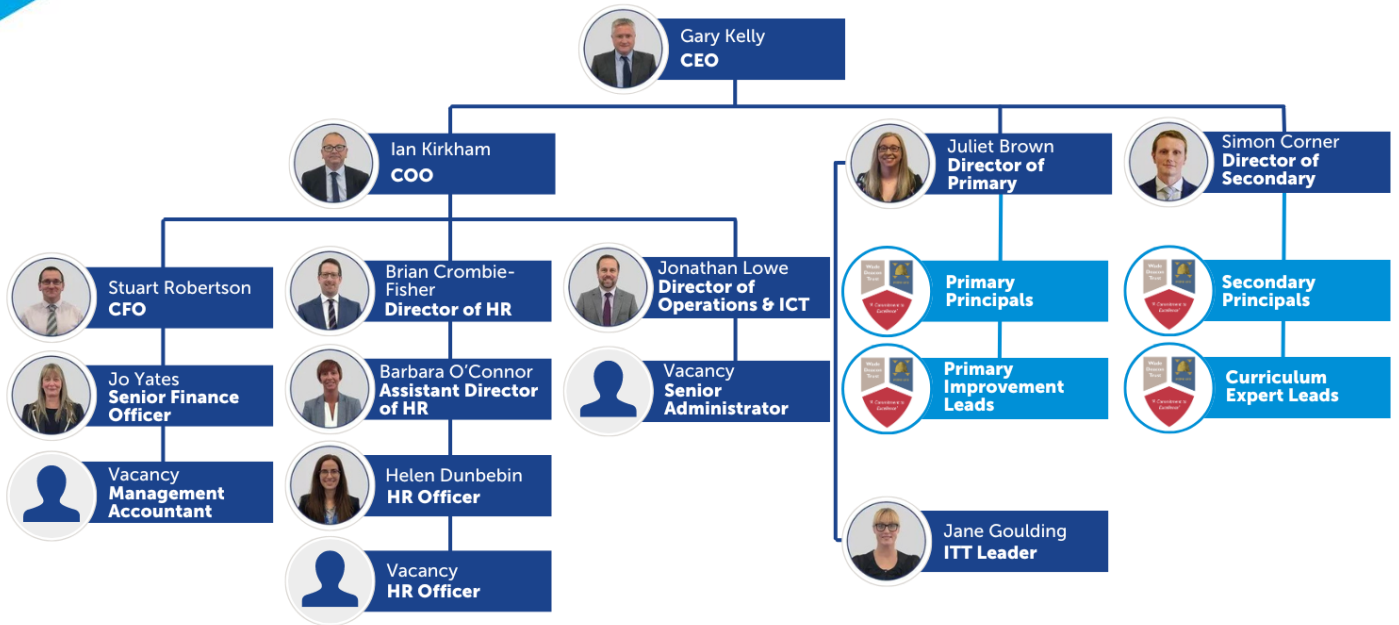 Gary Kelly
CEO
Ian Kirkham
COO
Juliet Brown
Director of
Primary
Simon Corner
Director of
Secondary
Stuart Robertson
CFO
Brian Crombie-
Fisher
Director of HR
Jonathan Lowe
Director of
Operations & ICT
Primary
Principals
Secondary
Principals
Jo Yates
Senior Finance
Officer
Barbara O’Connor
Assistant Director
of HR
Vacancy
Senior
Administrator
Primary
Improvement
Leads
Curriculum
Expert Leads
Vacancy
Management
Accountant
Helen Dunbebin
HR Officer
Jane Goulding
ITT Leader
Vacancy
HR Officer